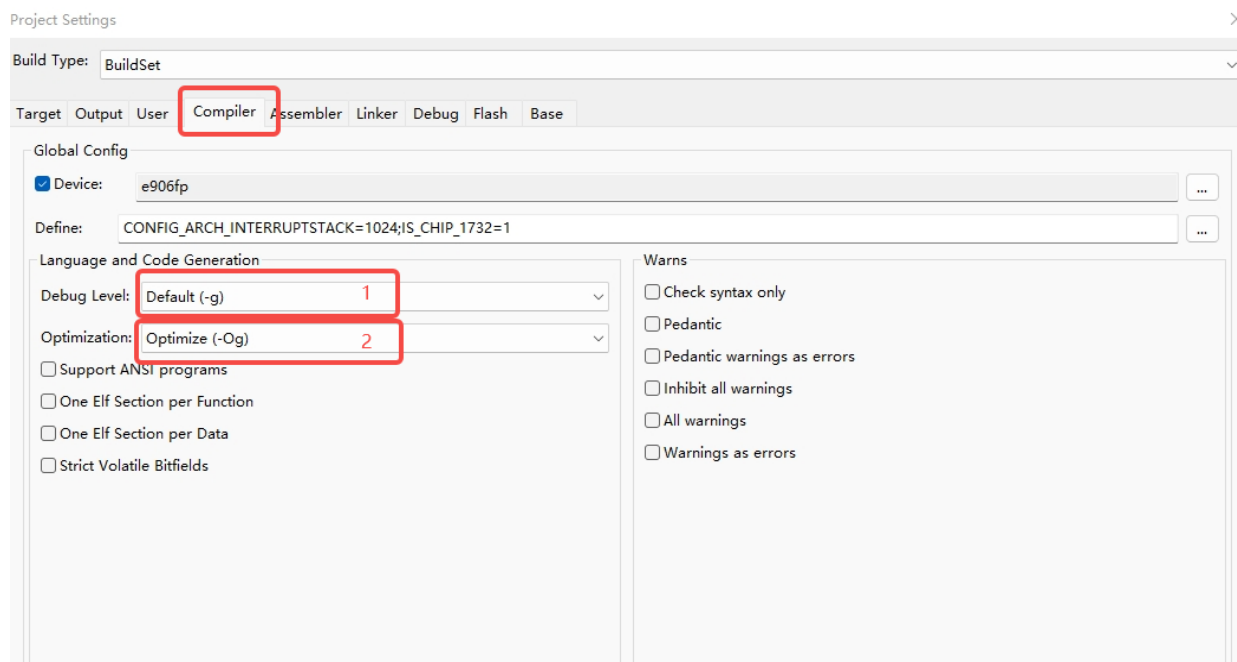 Project Settings
Build Type: BuildSet
Target Output User Compiler Assembler Linker Debug Flash Base
Global Config
Device: e906fp ...
Define: CONFIG_ARCH_INTERRUPTSTACK=1024;IS_CHIP_1732=1 ...
Language and Code Generation
Debug Level: Default (-g) 1
Optimization: Optimize (-Og) 2
Support ANSI programs
One Elf Section per Function
One Elf Section per Data
Strict Volatile Bitfields
Warns
Check syntax only
Pedantic
Pedantic warnings as errors
Inhibit all warnings
All warnings
Warnings as errors